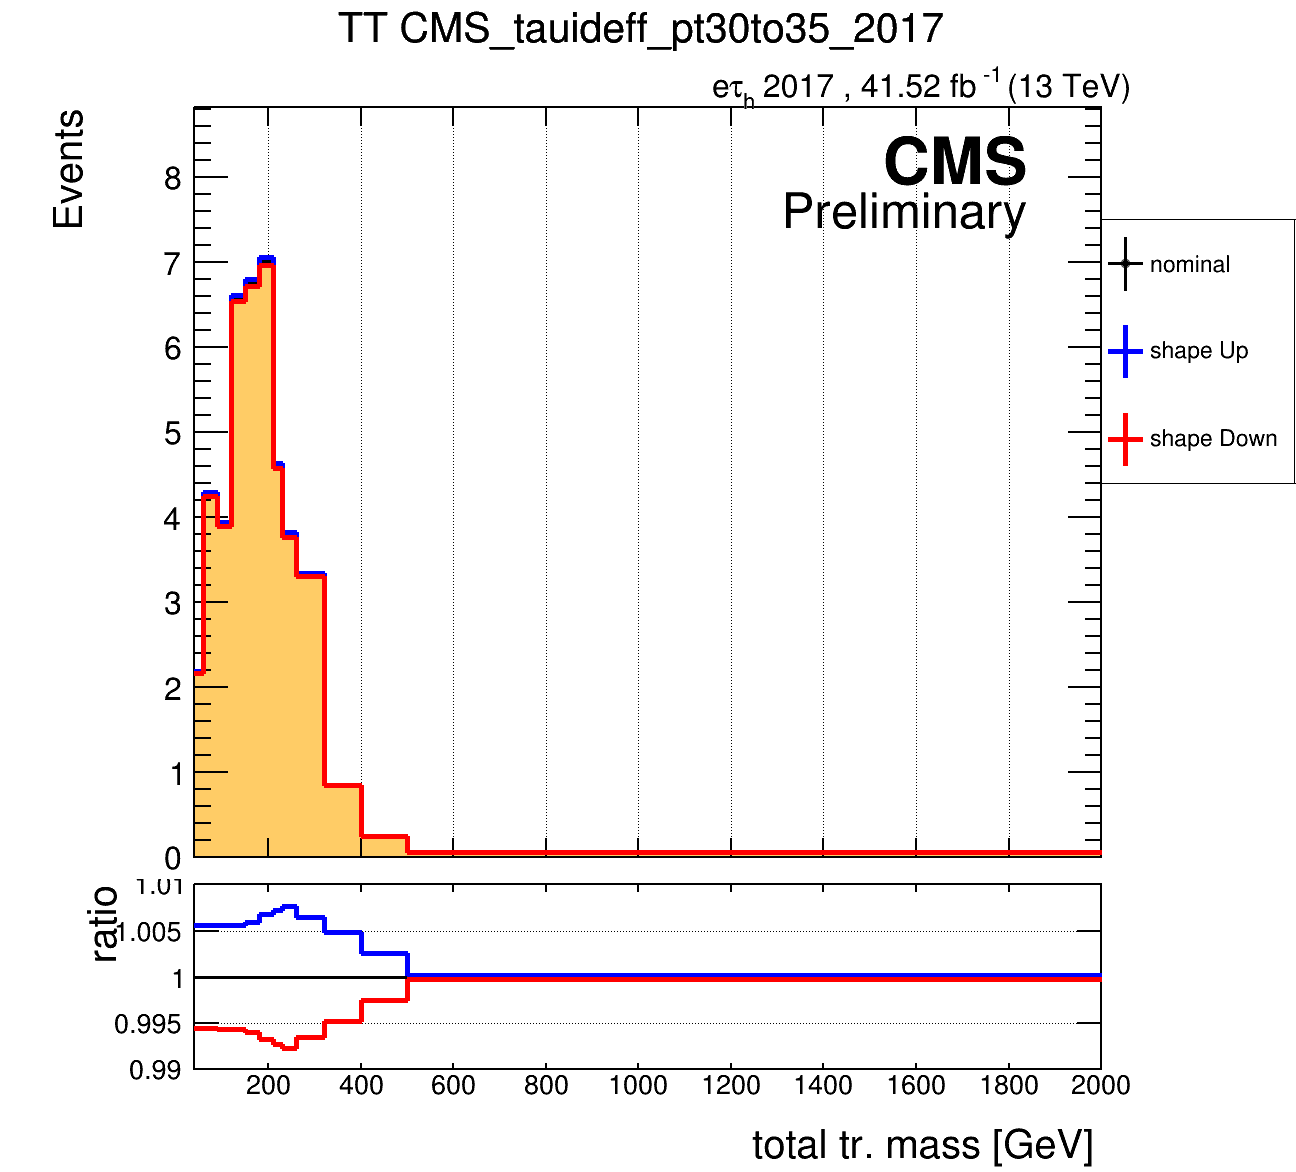 TT CMS_tauideff_pt30to35_2017
eτh 2017 , 41.52 fb -1 (13 TeV)
Events
CMS
Preliminary
8
7
6
5
4
3
2
1
0
nominal
shape Up
shape Down
ratio
1.01
1.005
1
0.995
0.99
200 400 600 800 1000 1200 1400 1600 1800 2000
total tr. mass [GeV]